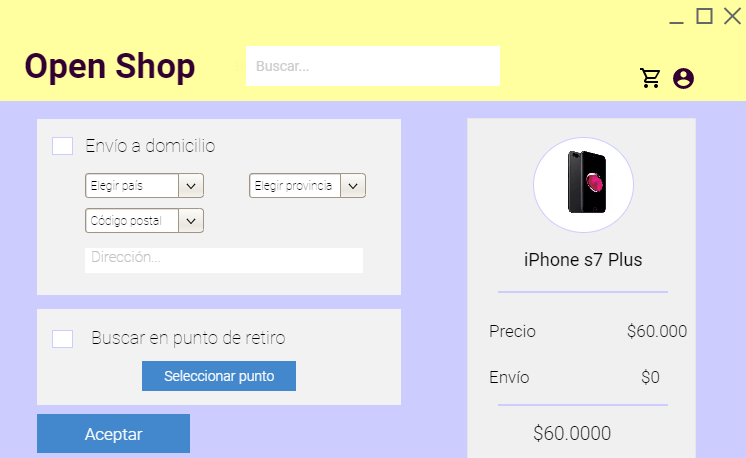 Open Shop
Buscar...
Envío a domicilio
Elegir país
Elegir provincia
Código postal
Dirección...
Buscar en punto de retiro
Seleccionar punto
Aceptar
iPhone s7 Plus
Precio $60.000
Envío $0
$60.0000